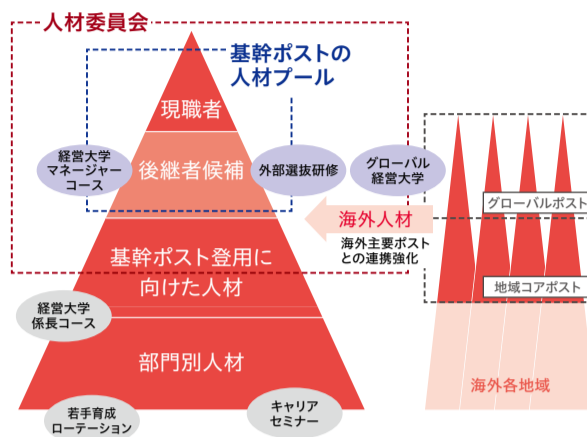 人材委員会
基幹ポストの
人材プール
現職者
経営大学
マネージャー
コース
後継者候補
外部選抜研修
グローバル
経営大学
グローバルポスト
海外人材
海外主要ポスト
との連携強化
基幹ポスト登用に
向けた人材
地域コアポスト
経営大学
係長コース
部門別人材
海外各地域
若手育成
ローテーション
キャリア
セミナー